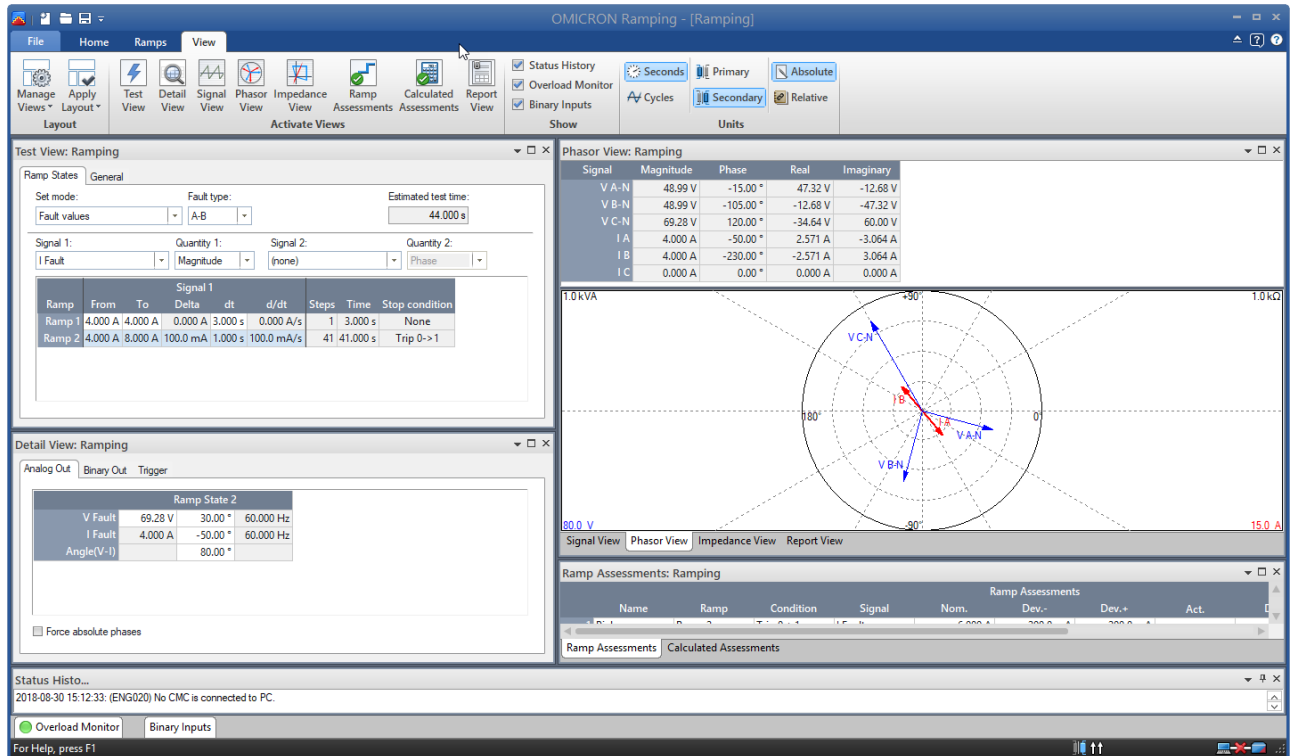 OMICRON Ramping - [Ramping]
File Home Ramps View
Manage Views Apply Layout Test View Detail View Signal View Phasor View Impedance View Ramp Assessments Calculated Assessments Report View
Status History
Overload Monitor
Binary Inputs
Seconds Primary Absolute
Cycles Secondary Relative
Layout Activate Views Show Units
Test View: Ramping
Ramp States General
Set mode: Fault type: Estimated test time:
Fault values A-B 44.000 s
Signal 1: Quantity 1: Signal 2: Quantity 2:
I Fault Magnitude (none) Phase
Signal 1
Ramp From To Delta dt d/dt Steps Time Stop condition
Ramp 1 4.000 A 4.000 A 0.000 A 3.000 s 0.000 A/s 1 3.000 s None
Ramp 2 4.000 A 8.000 A 100.0 mA 1.000 s 100.0 mA/s 41 41.000 s Trip 0->1
Detail View: Ramping
Analog Out Binary Out Trigger
Ramp State 2
V Fault 69.28 V 30.00 ° 60.000 Hz
I Fault 4.000 A -50.00 ° 60.000 Hz
Angle(V-I) 80.00 °
Force absolute phases
Phasor View: Ramping
Signal Magnitude Phase Real Imaginary
V A-N 48.99 V -15.00 ° 47.32 V -12.68 V
V B-N 48.99 V -105.00 ° -12.68 V -47.32 V
V C-N 69.28 V 120.00 ° -34.64 V 60.00 V
I A 4.000 A -50.00 ° 2.571 A -3.064 A
I B 4.000 A -230.00 ° -2.571 A 3.064 A
I C 0.000 A 0.00 ° 0.000 A 0.000 A
1.0 kVA +90° 1.0 kΩ
V C-N
I B
180° 0°
I A
V A-N
V B-N
80.0 V -90° 15.0 A
Signal View Phasor View Impedance View Report View
Ramp Assessments: Ramping
Ramp Assessments
Name Ramp Condition Signal Nom. Dev.- Dev.+ Act.
Ramp Assessments Calculated Assessments
Status Histo...
2018-08-30 15:12:33: (ENG020) No CMC is connected to PC.
Overload Monitor Binary Inputs
For Help, press F1